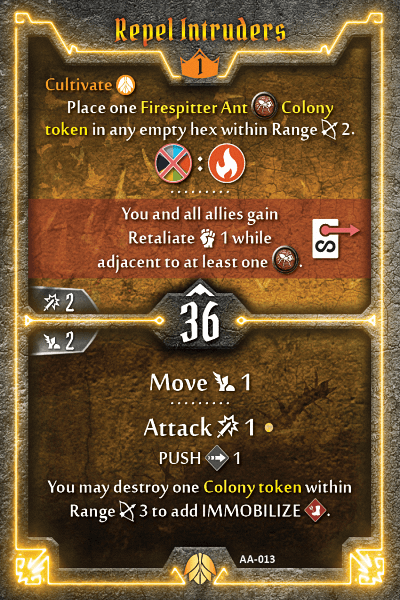 Repel Intruders
1
Cultivate
Place one Firespitter Ant Colony
token in any empty hex within Range 2.
:
You and all allies gain
Retaliate 1 while
adjacent to at least one .
2
36
2
Move 1
Attack 1
PUSH 1
You may destroy one Colony token within
Range 3 to add IMMOBILIZE .
AA-013